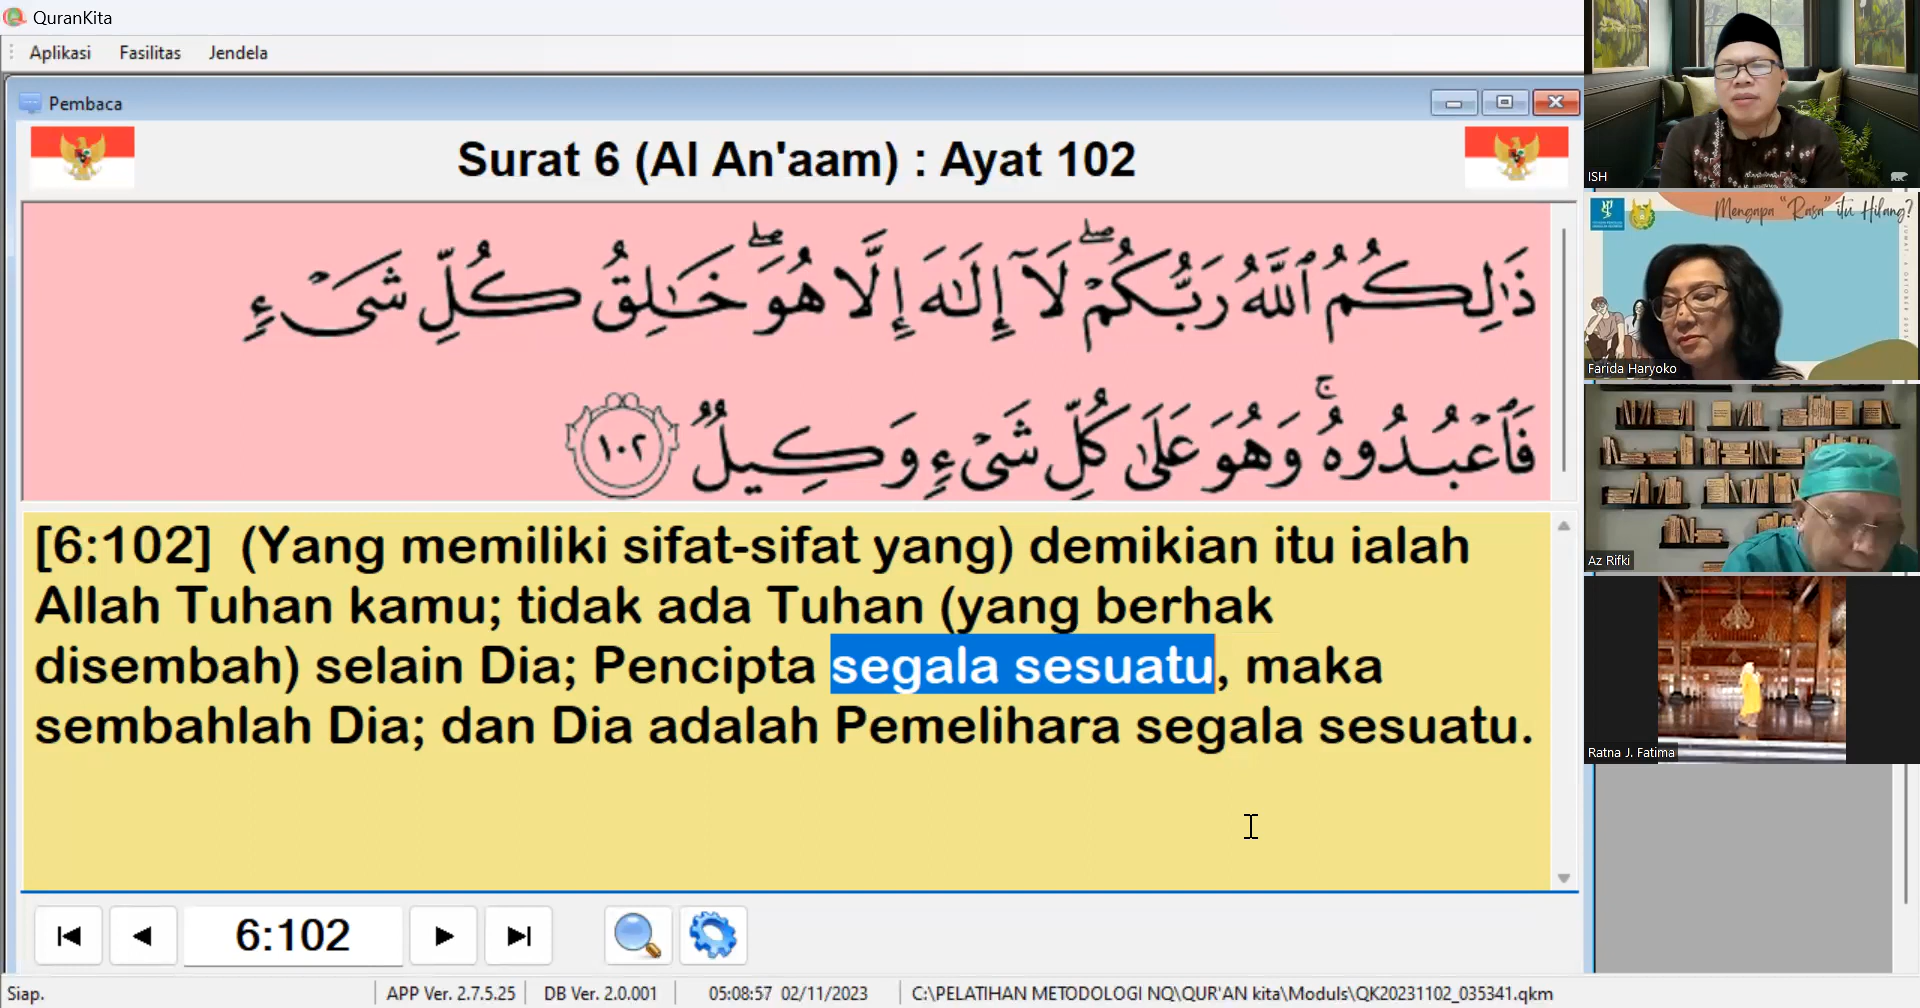 QuranKita
Aplikasi Fasilitas Jendela
Pembaca
Surat 6 (Al An'aam) : Ayat 102
ذَٰلِكُمُ ٱللَّهُ رَبُّكُمْ ۖ لَآ إِلَـٰهَ إِلَّا هُوَ ۖ خَـٰلِقُ كُلِّ شَىْءٍ
فَٱعْبُدُوهُ ۚ وَهُوَ عَلَىٰ كُلِّ شَىْءٍ وَكِيلٌ ١٠٢
[6:102] (Yang memiliki sifat-sifat yang) demikian itu ialah
Allah Tuhan kamu; tidak ada Tuhan (yang berhak
disembah) selain Dia; Pencipta segala sesuatu, maka
sembahlah Dia; dan Dia adalah Pemelihara segala sesuatu.
6:102
Siap. APP Ver. 2.7.5.25 DB Ver. 2.0.001 05:08:57 02/11/2023 C:\PELATIHAN METODOLOGI NQ\QUR'AN kita\Moduls\QK20231102_035341.qkm
ISH
Mengapa "Rasa" itu Hilang?
Farida Haryoko
Az Rifki
Ratna J. Fatima